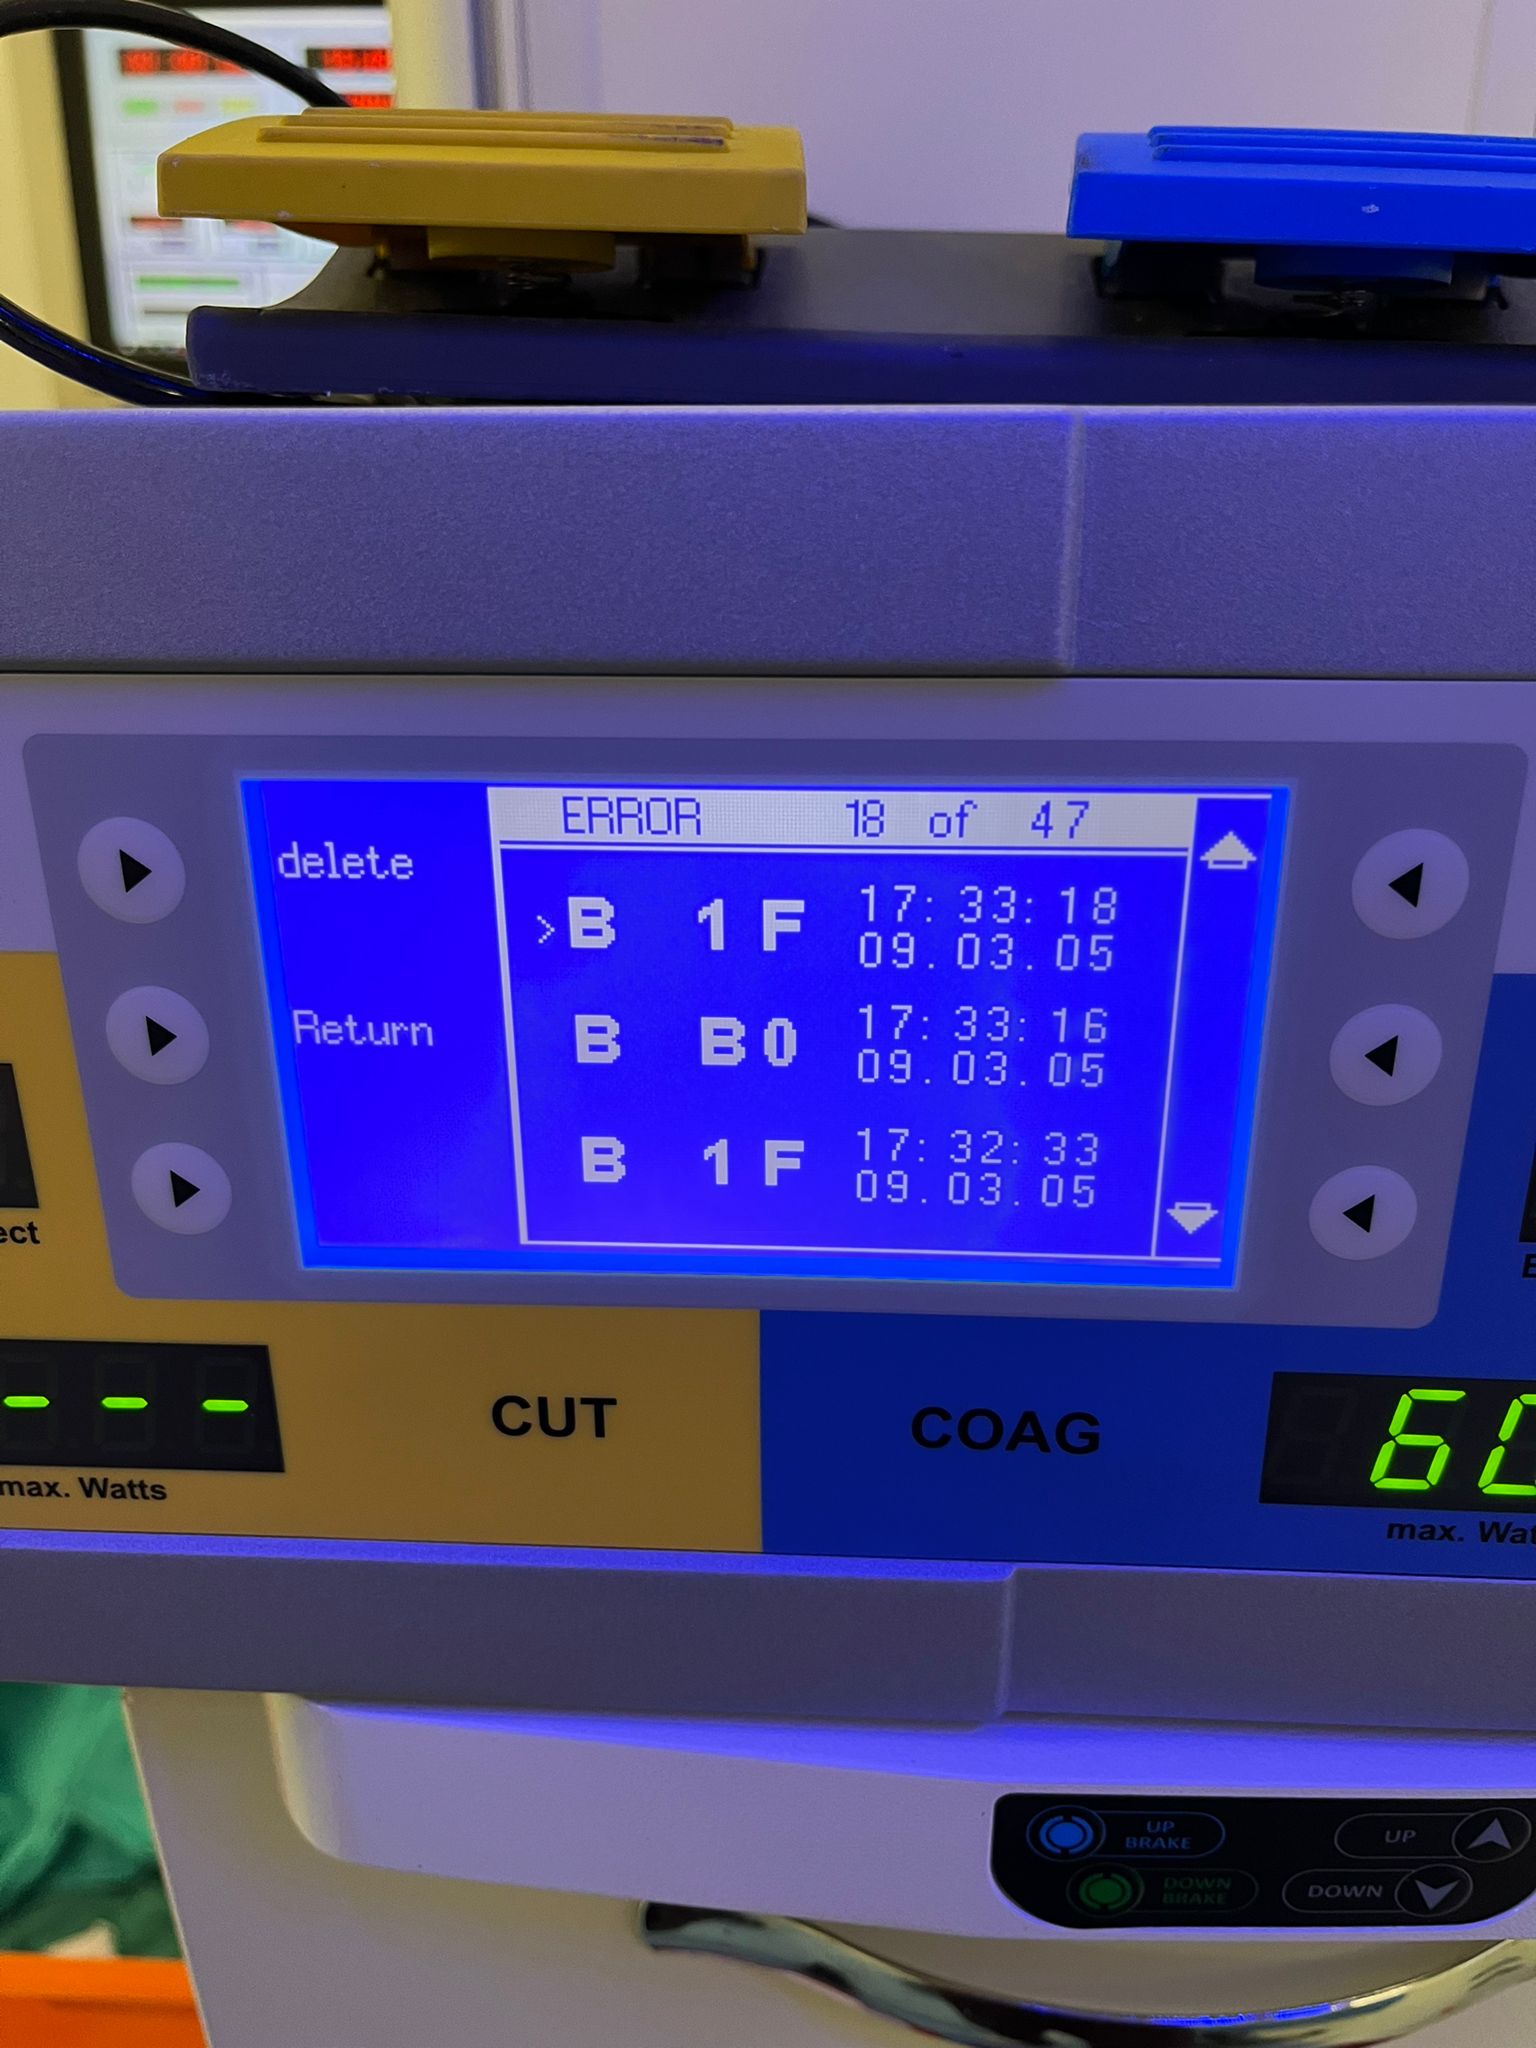 ERROR 18 of 47
delete
>B 1F 17:33:18
09.03.05
Return
B B0 17:33:16
09.03.05
B 1F 17:32:33
09.03.05
ect
---
max. Watts
CUT
COAG
60
max. Wat
UP
BRAKE
UP
DOWN
BRAKE
DOWN